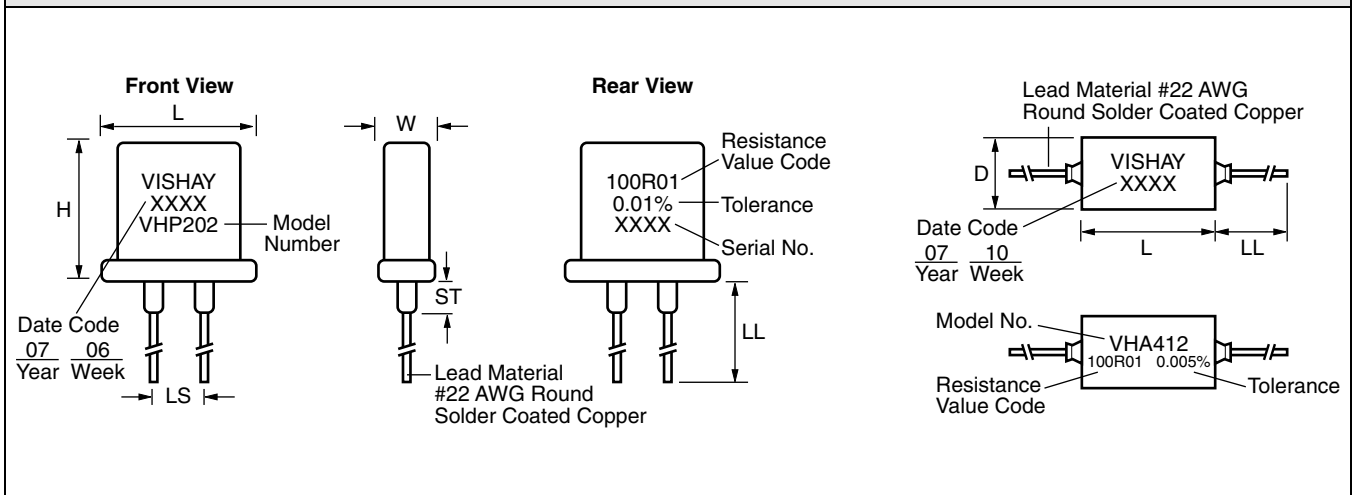 Front View
L
H
VISHAY
XXXX
VHP202
Model
Number
Date Code
07 06
Year Week
LS
W
ST
Lead Material
#22 AWG Round
Solder Coated Copper
Rear View
100R01
0.01%
XXXX
Resistance
Value Code
Tolerance
Serial No.
LL
Lead Material #22 AWG
Round Solder Coated Copper
D
VISHAY
XXXX
Date Code
07 10
Year Week
L
LL
Model No.
VHA412
100R01 0.005%
Resistance
Value Code
Tolerance